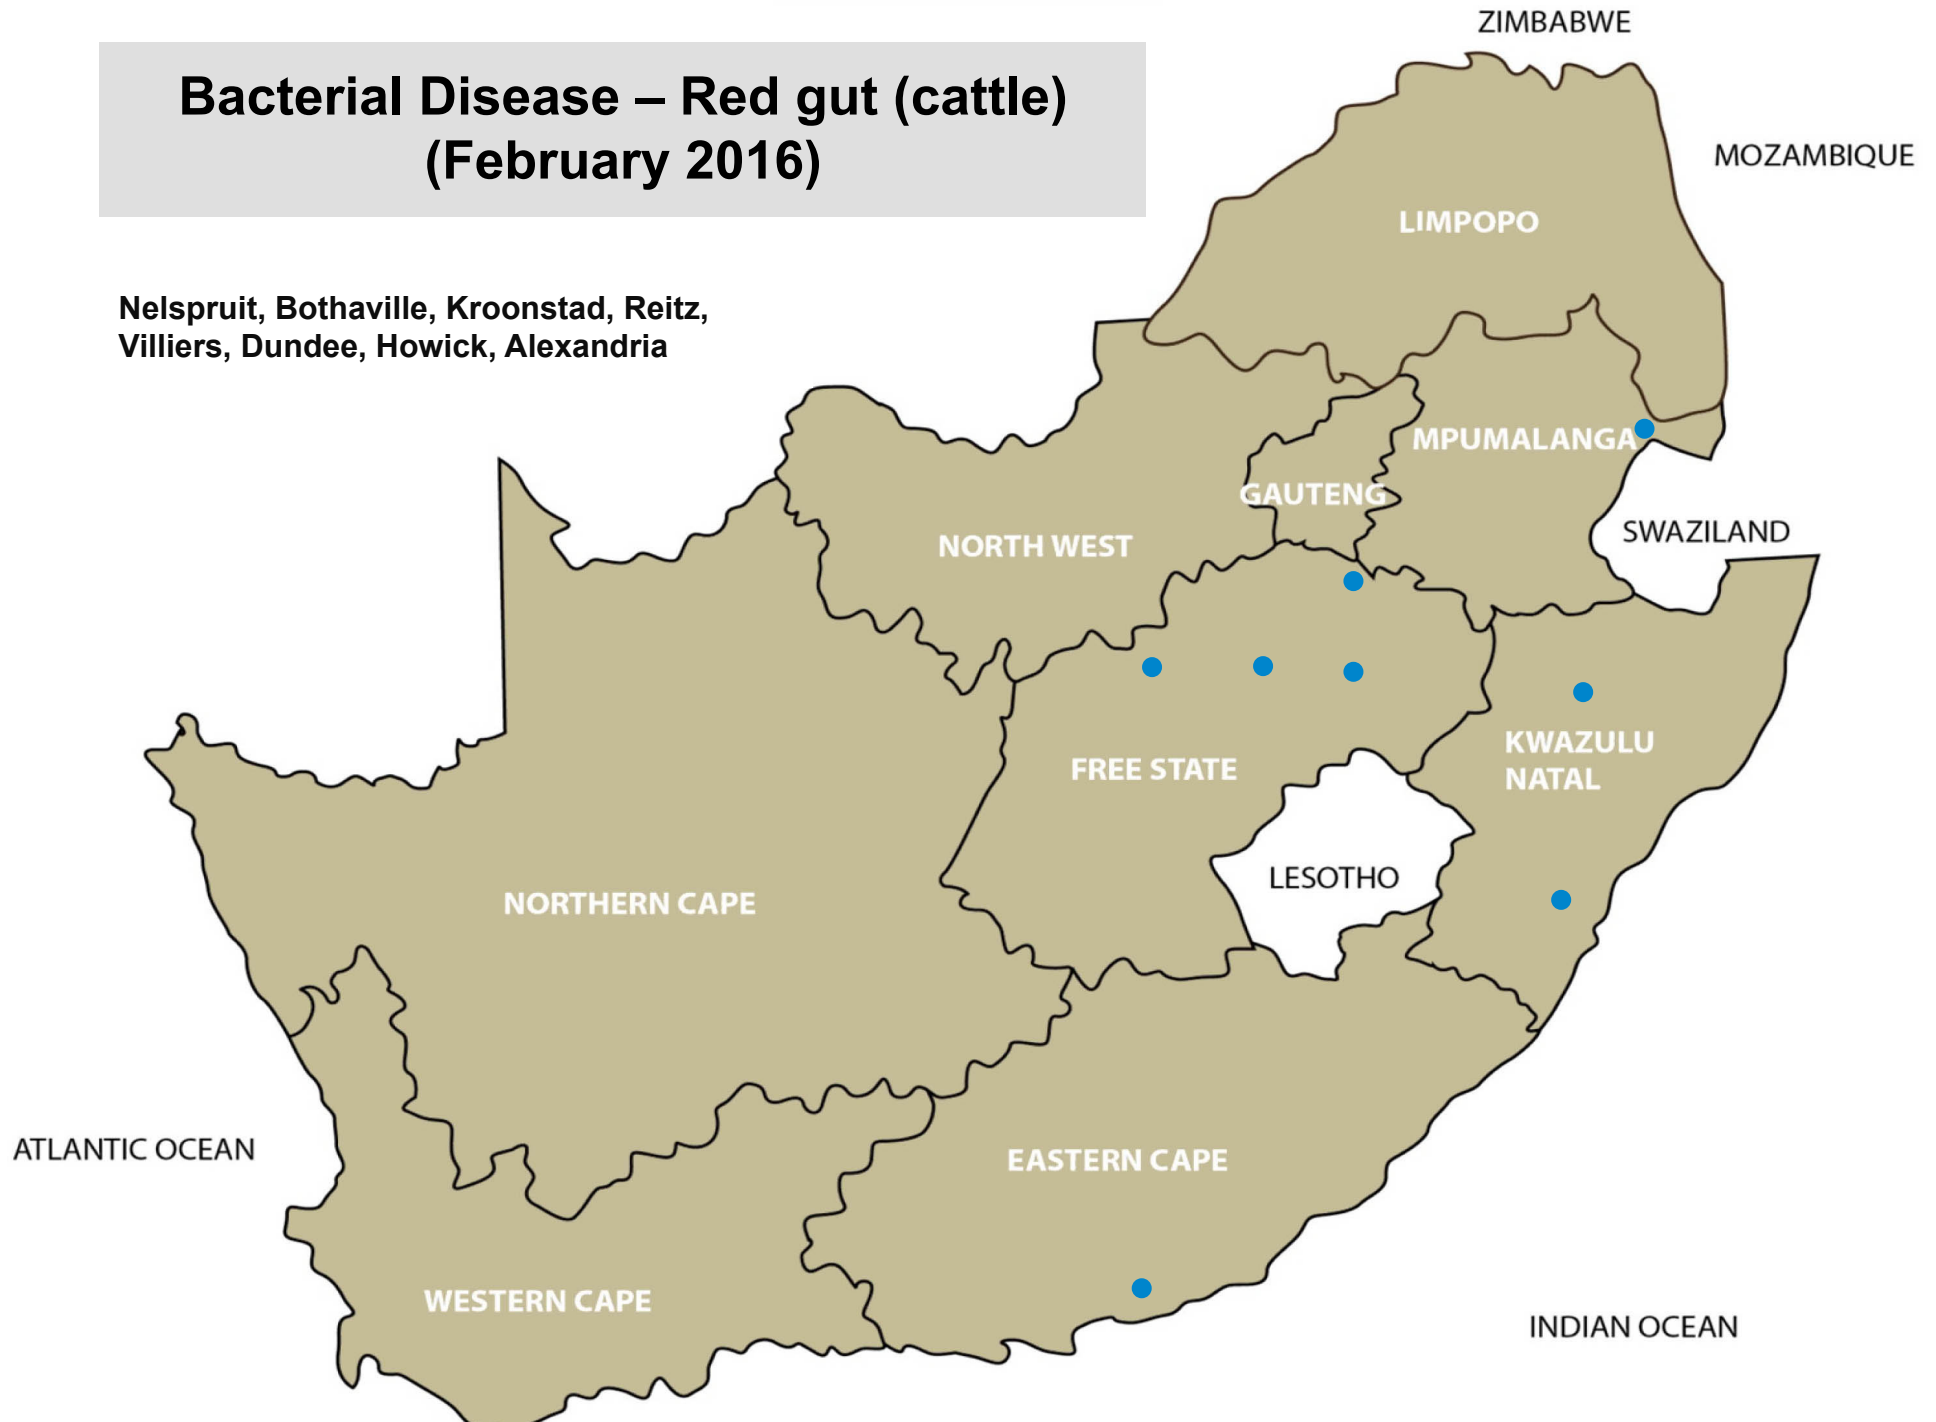 Bacterial Disease – Red gut (cattle)
(February 2016)
Nelspruit, Bothaville, Kroonstad, Reitz,
Villiers, Dundee, Howick, Alexandria
ZIMBABWE
MOZAMBIQUE
LIMPOPO
MPUMALANGA
GAUTENG
SWAZILAND
NORTH WEST
KWAZULU
NATAL
FREE STATE
LESOTHO
NORTHERN CAPE
ATLANTIC OCEAN
EASTERN CAPE
WESTERN CAPE
INDIAN OCEAN